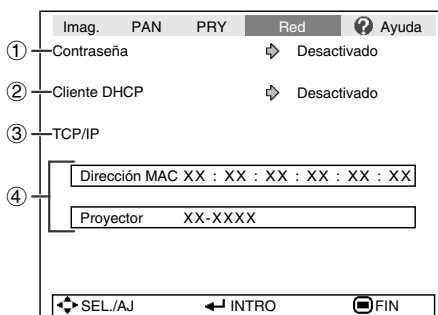 Imag. PAN PRY Red ? Ayuda
① Contraseña Desactivado
② Cliente DHCP Desactivado
③ TCP/IP
④ Dirección MAC XX : XX : XX : XX : XX : XX
Proyector XX-XXXX
SEL./AJ INTRO FIN